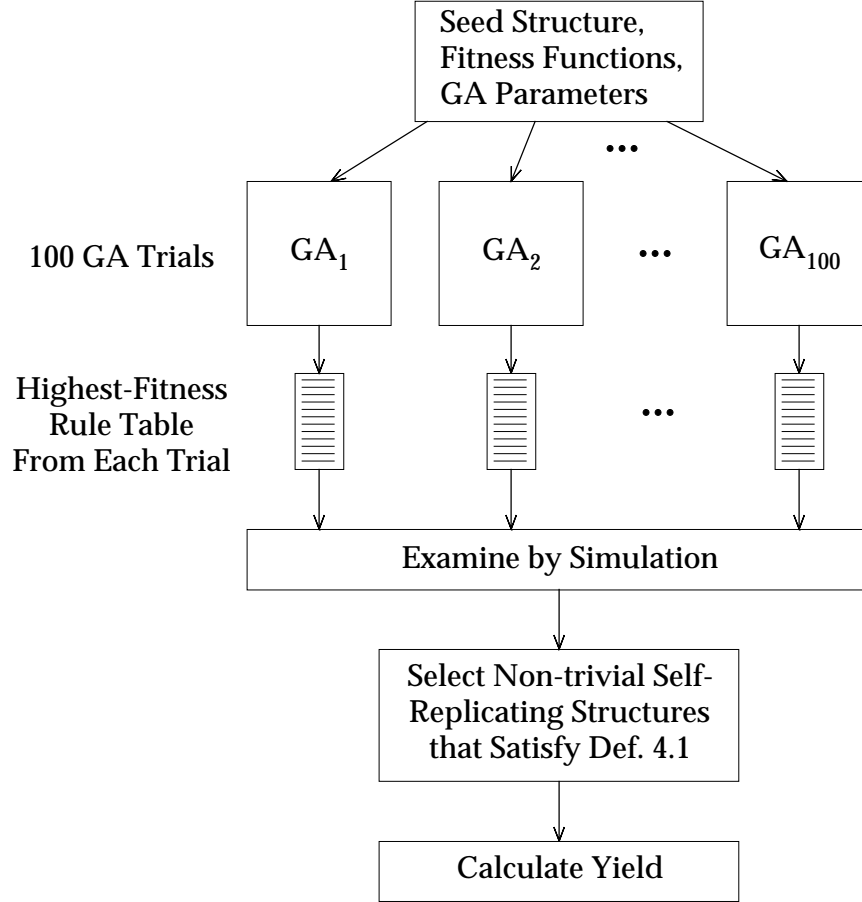 Seed Structure,
Fitness Functions,
GA Parameters
...
100 GA Trials
GA₁
GA₂
...
GA₁₀₀
Highest-Fitness
Rule Table
From Each Trial
...
Examine by Simulation
Select Non-trivial Self-
Replicating Structures
that Satisfy Def. 4.1
Calculate Yield